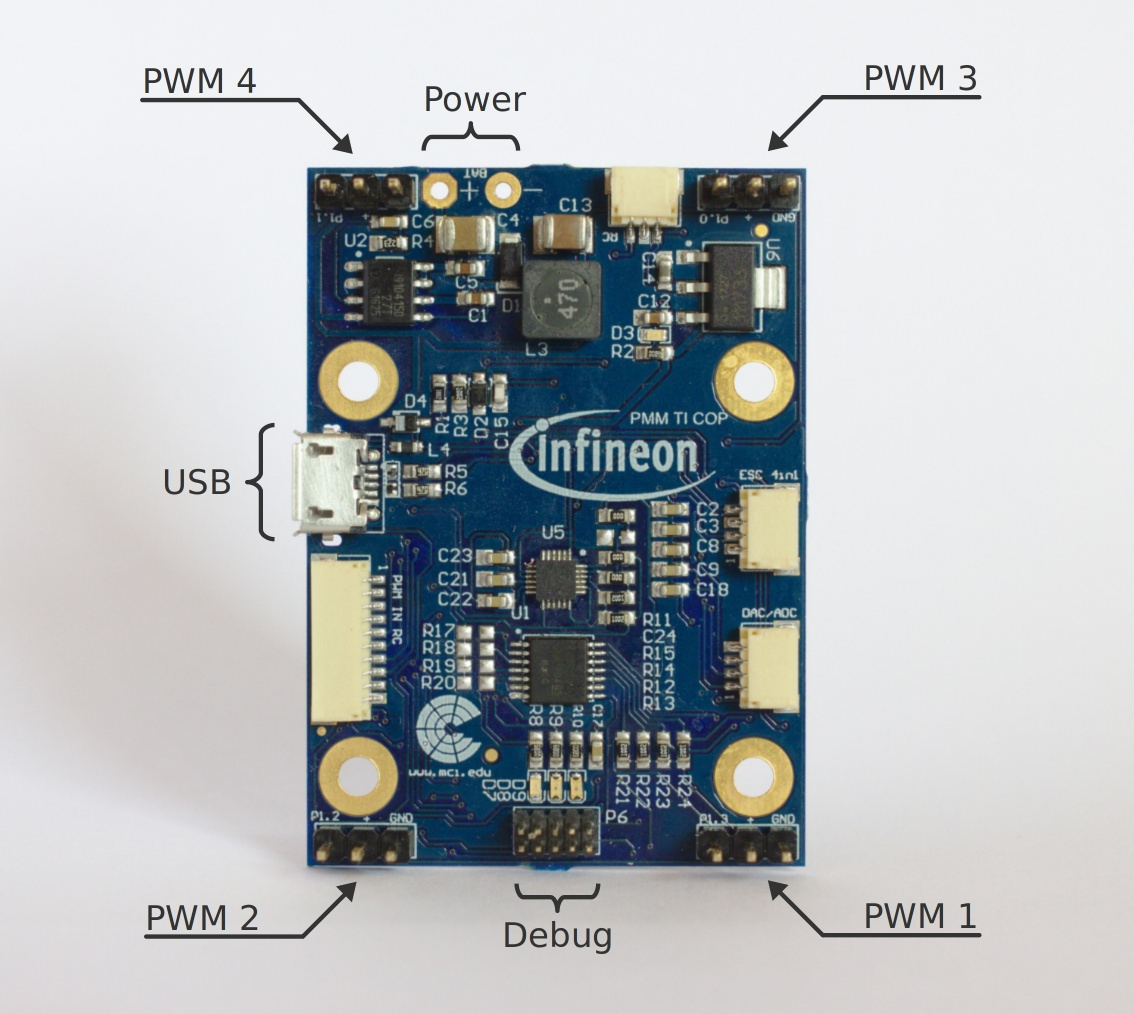 PWM 4
PWM 3
Power
BAT
+
−
P1.1
+
RC
P1.0
+
GND
C6
C4
C13
U2
R4
U6
C5
C14
C1
D1
470
C12
L3
D3
R2
D4
R1
R3
D2
C15
PMM TI COP
infineon
L4
USB
R5
R6
ESC 4in1
C2
C3
C8
C9
C18
U5
C23
C21
C22
1
PWM IN RC
U1
DAC/ADC
R17
R18
R19
R20
R11
C24
R15
R14
R12
R13
R8
R9
R10
C17
www.mci.edu
D7
D8
D9
R21
R22
R23
R24
P1.2
+
GND
P6
P1.3
+
GND
PWM 2
Debug
PWM 1